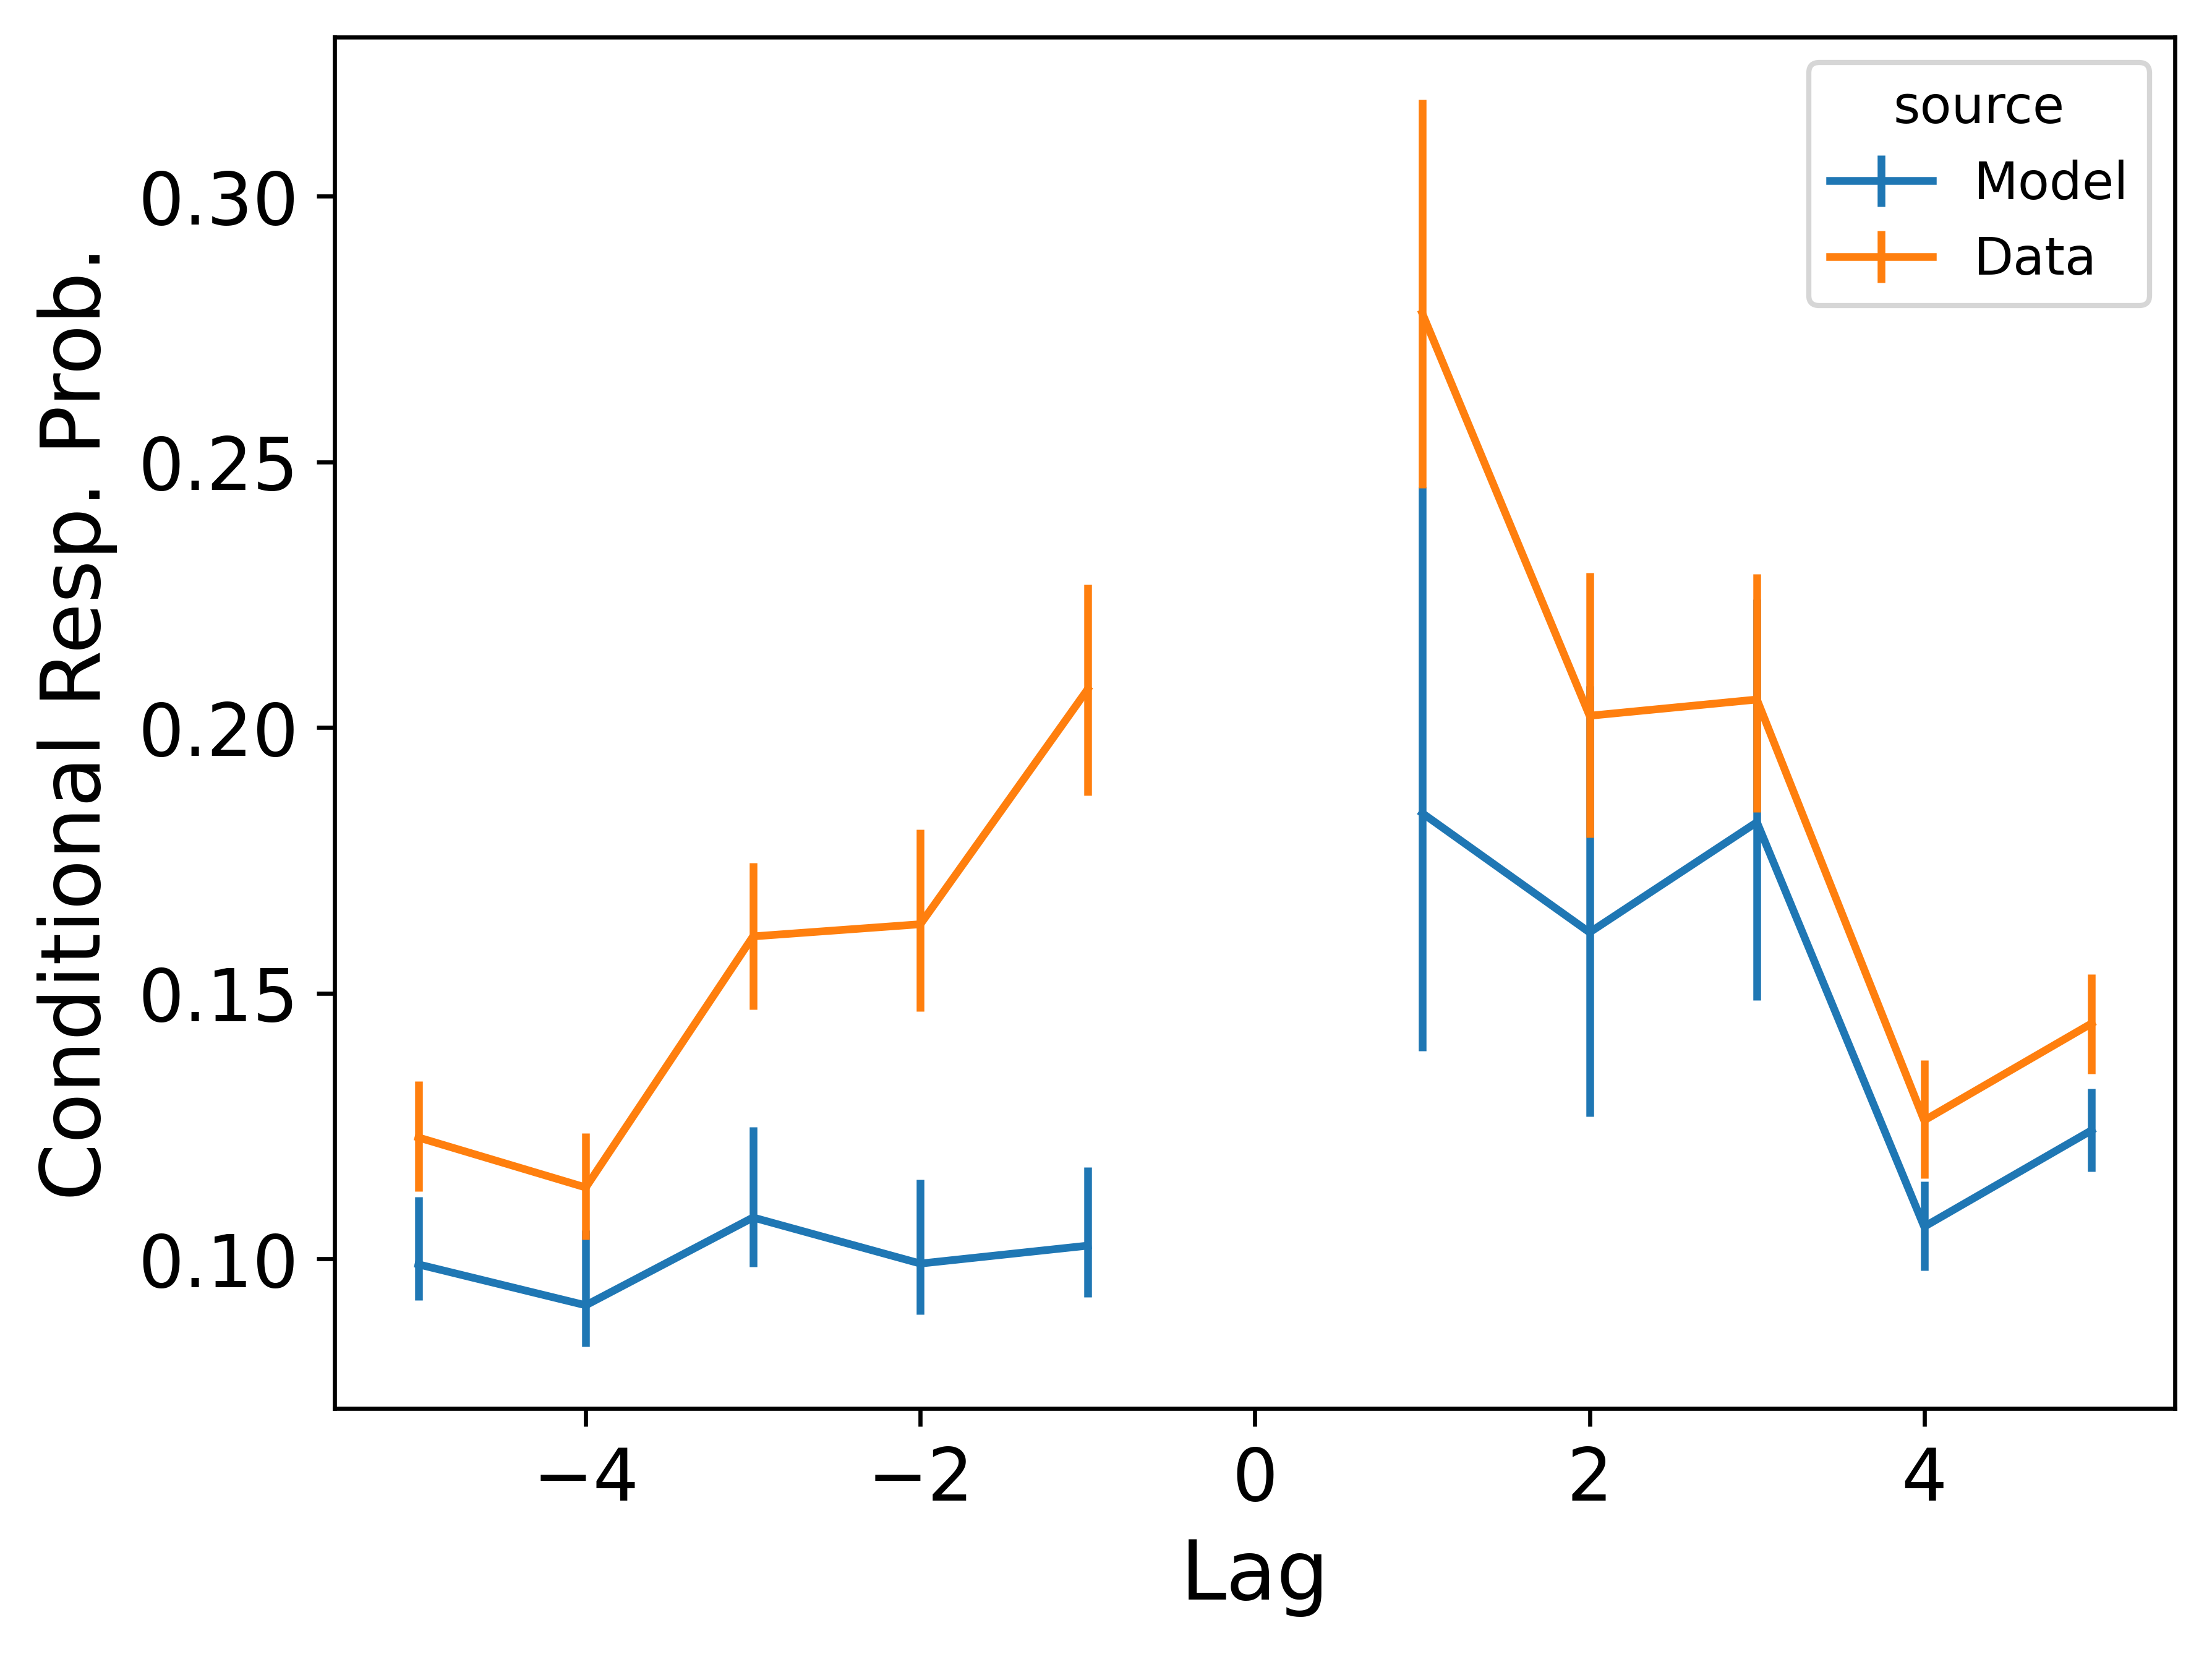 source
Model
Data
0.30
0.25
0.20
0.15
0.10
Conditional Resp. Prob.
−4 −2 0 2 4
Lag